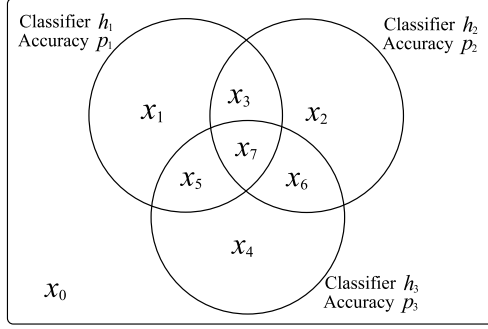 Classifier h₁
Accuracy p₁
Classifier h₂
Accuracy p₂
x₃
x₁
x₂
x₇
x₅
x₆
x₄
Classifier h₃
Accuracy p₃
x₀